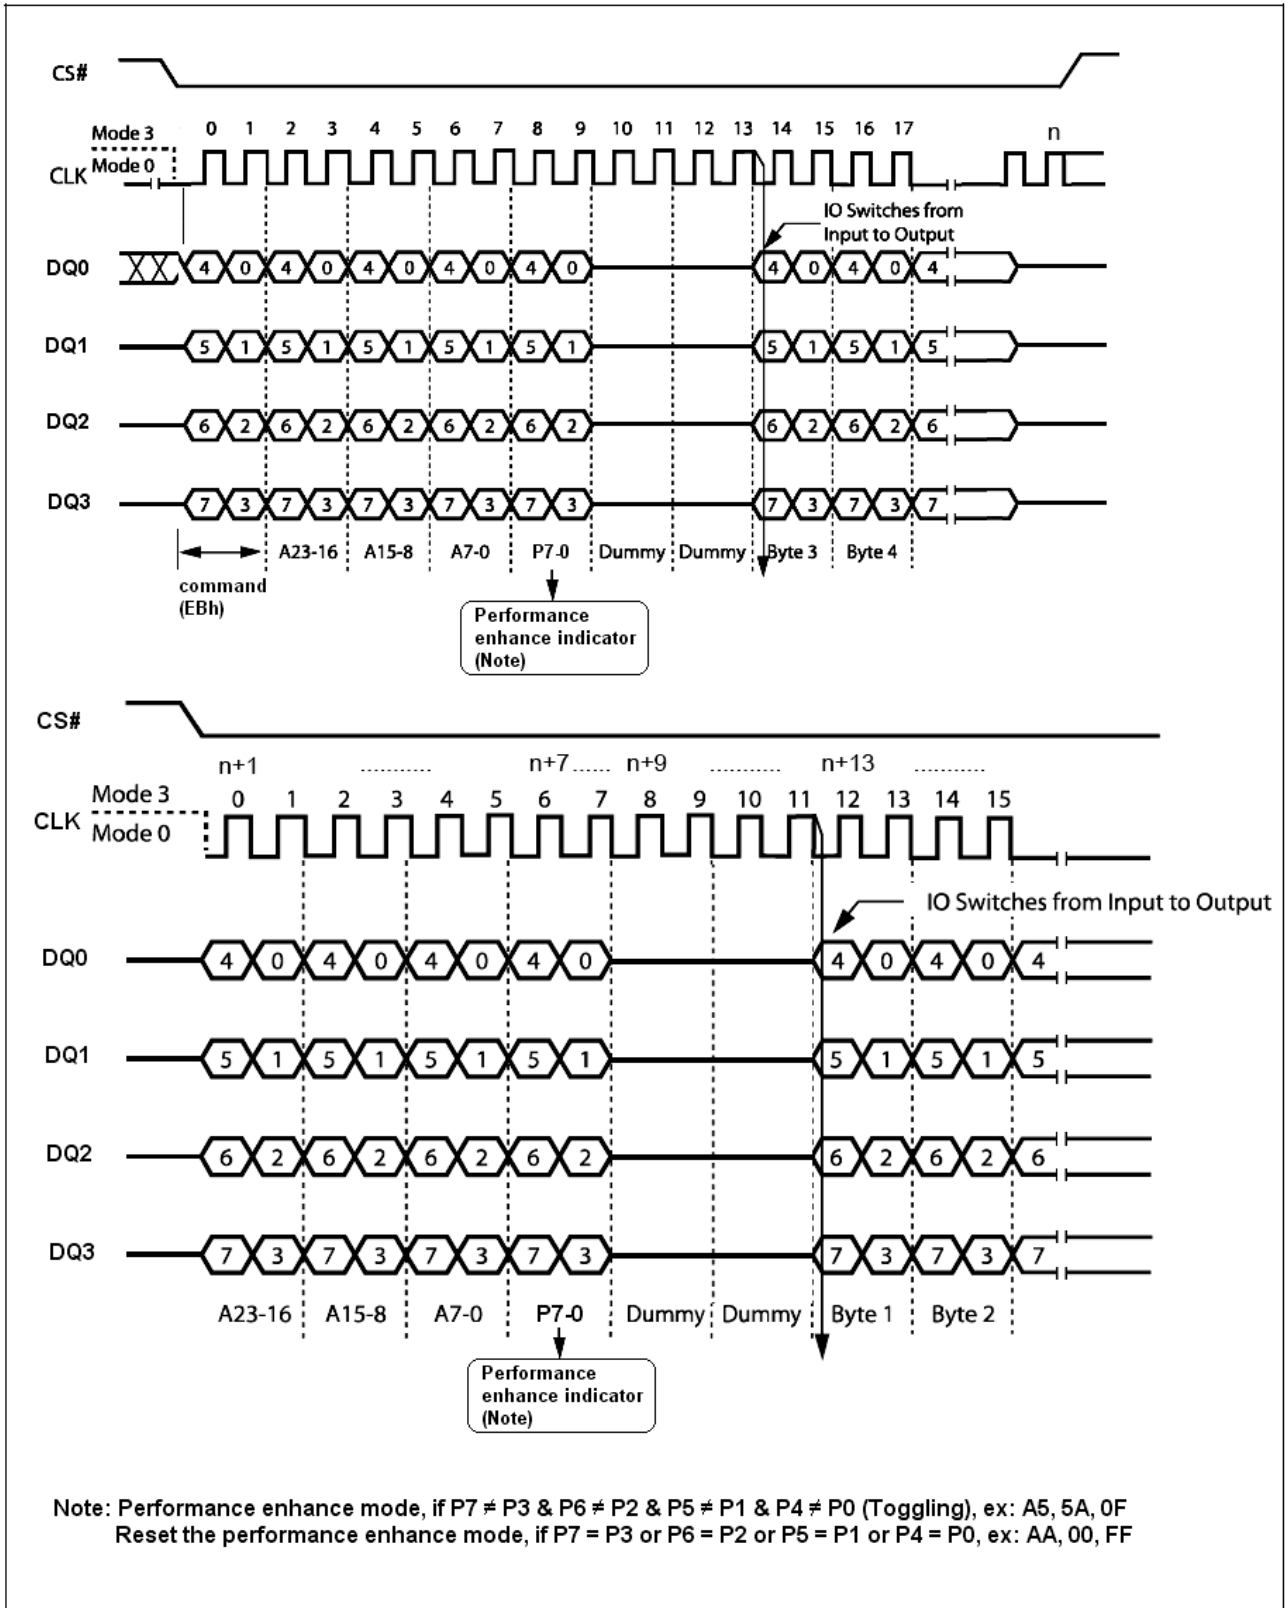 CS#
Mode 3
0 1 2 3 4 5 6 7 8 9 10 11 12 13 14 15 16 17 n
CLK Mode 0
IO Switches from
Input to Output
DQ0 4 0 4 0 4 0 4 0 4 0 4 0 4 0 4
DQ1 5 1 5 1 5 1 5 1 5 1 5 1 5 1 5
DQ2 6 2 6 2 6 2 6 2 6 2 6 2 6 2 6
DQ3 7 3 7 3 7 3 7 3 7 3 7 3 7 3 7
A23-16 A15-8 A7-0 P7-0 Dummy Dummy Byte 3 Byte 4
command
(EBh)
Performance
enhance indicator
(Note)
CS#
n+1 ............ n+7 ...... n+9 ............ n+13 ............
Mode 3 0 1 2 3 4 5 6 7 8 9 10 11 12 13 14 15
CLK Mode 0
IO Switches from Input to Output
DQ0 4 0 4 0 4 0 4 0 4 0 4 0 4
DQ1 5 1 5 1 5 1 5 1 5 1 5 1 5
DQ2 6 2 6 2 6 2 6 2 6 2 6 2 6
DQ3 7 3 7 3 7 3 7 3 7 3 7 3 7
A23-16 A15-8 A7-0 P7-0 Dummy Dummy Byte 1 Byte 2
Performance
enhance indicator
(Note)
Note: Performance enhance mode, if P7 ≠ P3 & P6 ≠ P2 & P5 ≠ P1 & P4 ≠ P0 (Toggling), ex: A5, 5A, 0F
Reset the performance enhance mode, if P7 = P3 or P6 = P2 or P5 = P1 or P4 = P0, ex: AA, 00, FF